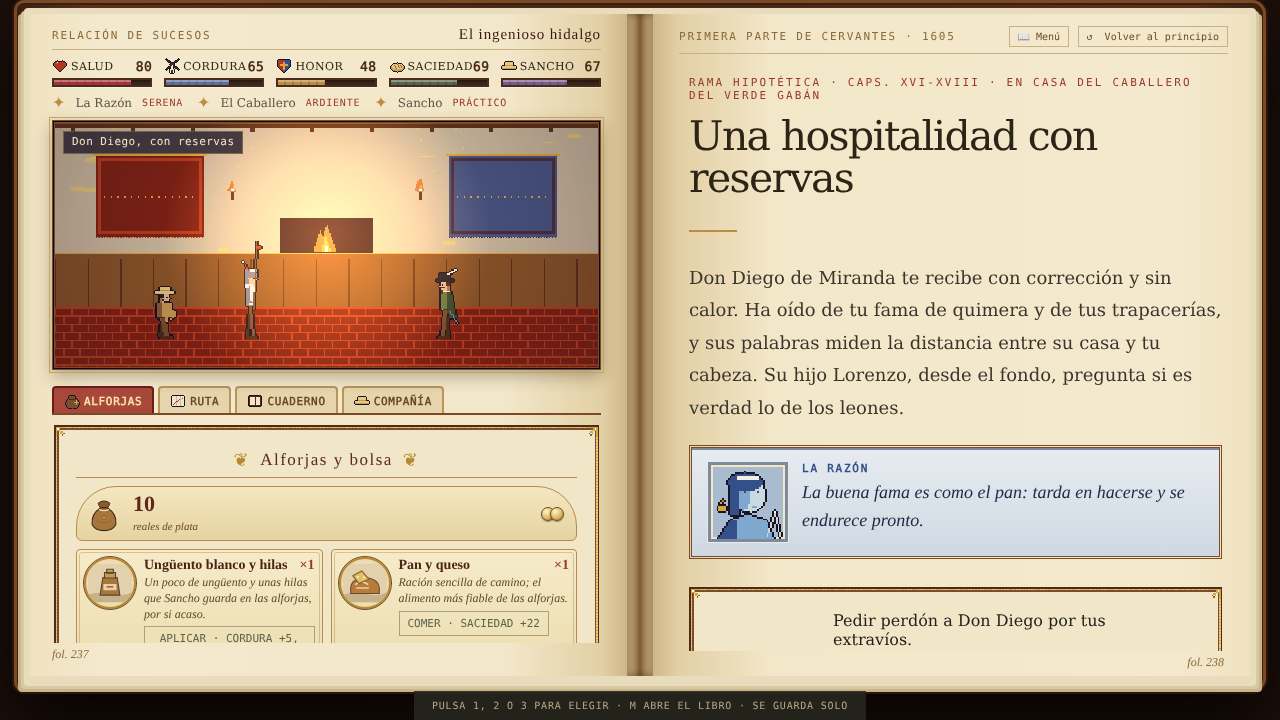 RELACIÓN DE SUCESOS
El ingenioso hidalgo
SALUD 80
CORDURA 65
HONOR 48
SACIEDAD 69
SANCHO 67
La Razón SERENA
El Caballero ARDIENTE
Sancho PRÁCTICO
Don Diego, con reservas
ALFORJAS
RUTA
CUADERNO
COMPAÑÍA
Alforjas y bolsa
10
reales de plata
Ungüento blanco y hilas ×1
Un poco de ungüento y unas hilas
que Sancho guarda en las alforjas,
por si acaso.
APLICAR · CORDURA +5,
Pan y queso ×1
Ración sencilla de camino; el
alimento más fiable de las alforjas.
COMER · SACIEDAD +22
fol. 237
PRIMERA PARTE DE CERVANTES · 1605
Menú
↺ Volver al principio
RAMA HIPOTÉTICA · CAPS. XVI-XVIII · EN CASA DEL CABALLERO
DEL VERDE GABÁN
Una hospitalidad con
reservas
Don Diego de Miranda te recibe con corrección y sin
calor. Ha oído de tu fama de quimera y de tus trapacerías,
y sus palabras miden la distancia entre su casa y tu
cabeza. Su hijo Lorenzo, desde el fondo, pregunta si es
verdad lo de los leones.
LA RAZÓN
La buena fama es como el pan: tarda en hacerse y se
endurece pronto.
Pedir perdón a Don Diego por tus
extravíos.
fol. 238
PULSA 1, 2 O 3 PARA ELEGIR · M ABRE EL LIBRO · SE GUARDA SOLO